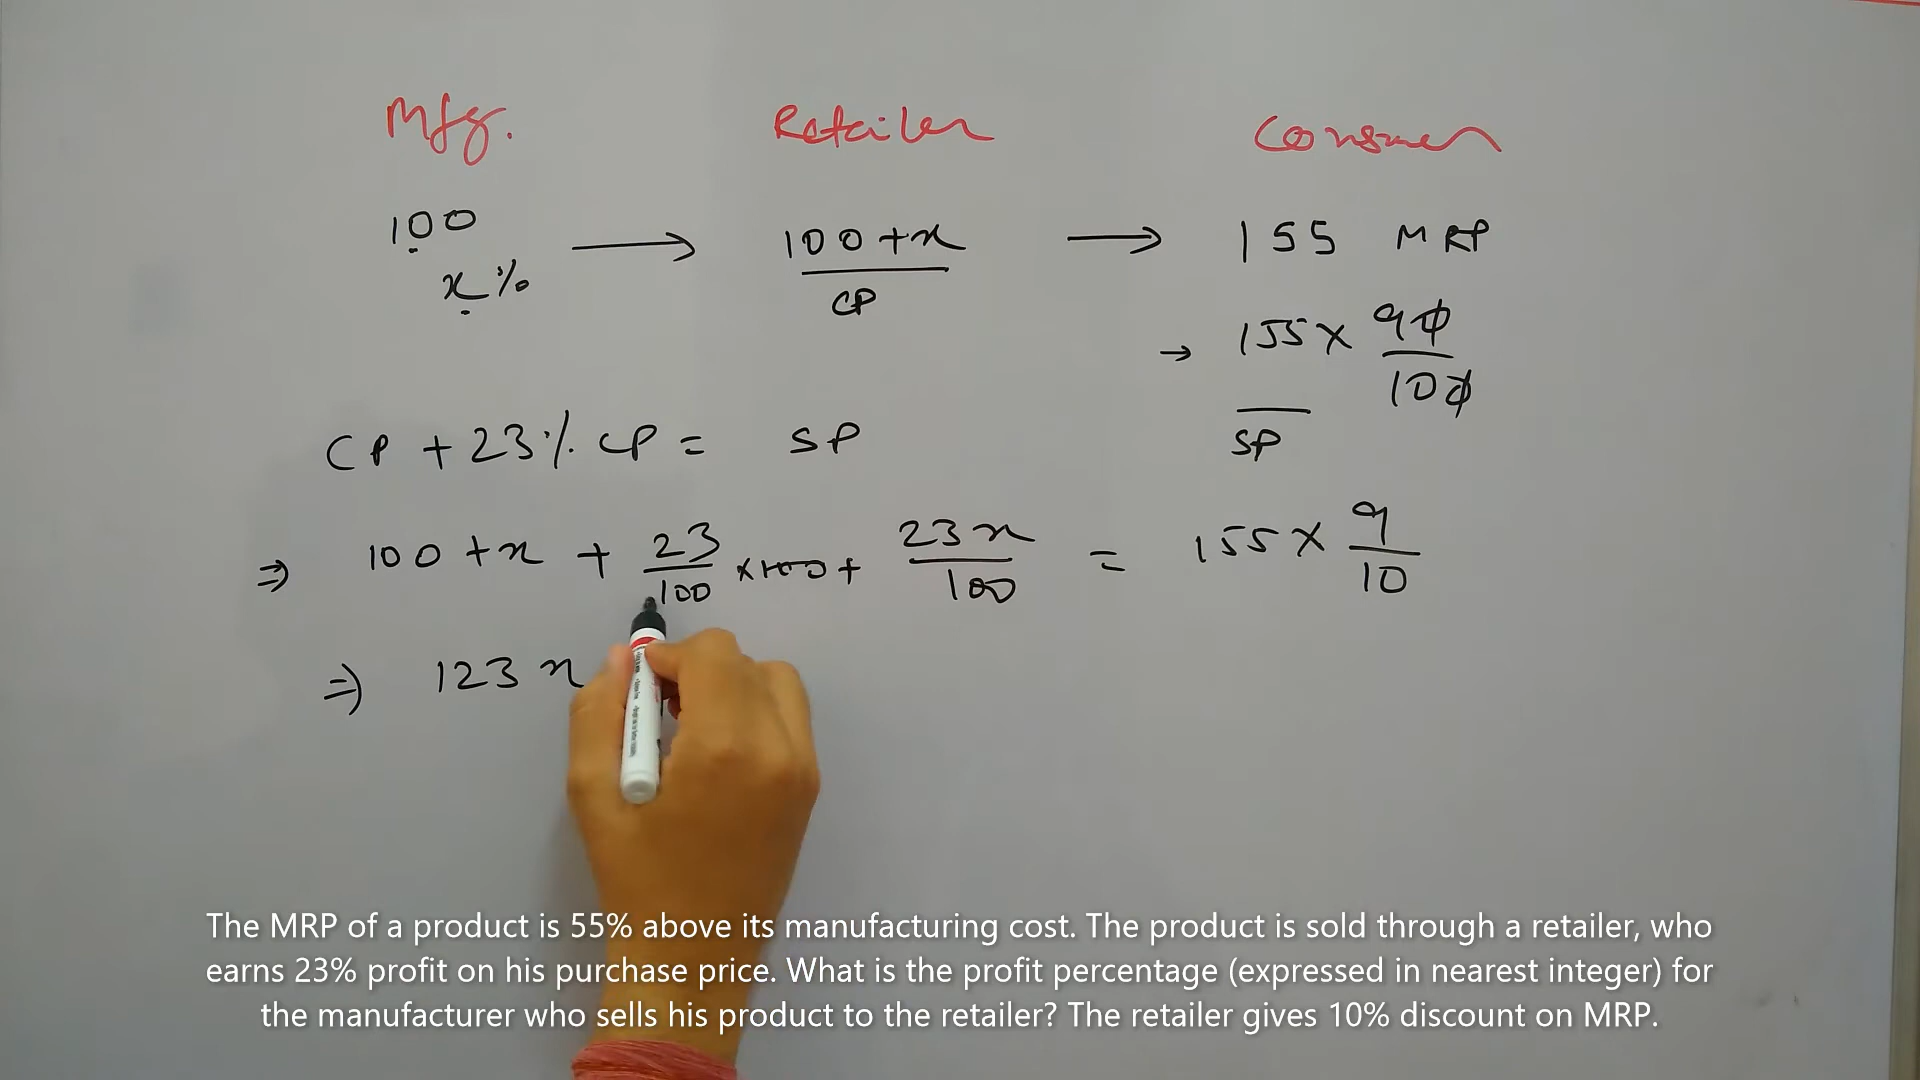 Mfg. Retailer Consumer
100 → 100+x → 155 MRP
x% CP
→ 155 × 90/100
SP
CP + 23% CP = SP
⇒ 100 + x + 23/100 × 100 + 23x/100 = 155 × 9/10
⇒ 123 x
The MRP of a product is 55% above its manufacturing cost. The product is sold through a retailer, who
earns 23% profit on his purchase price. What is the profit percentage (expressed in nearest integer) for
the manufacturer who sells his product to the retailer? The retailer gives 10% discount on MRP.